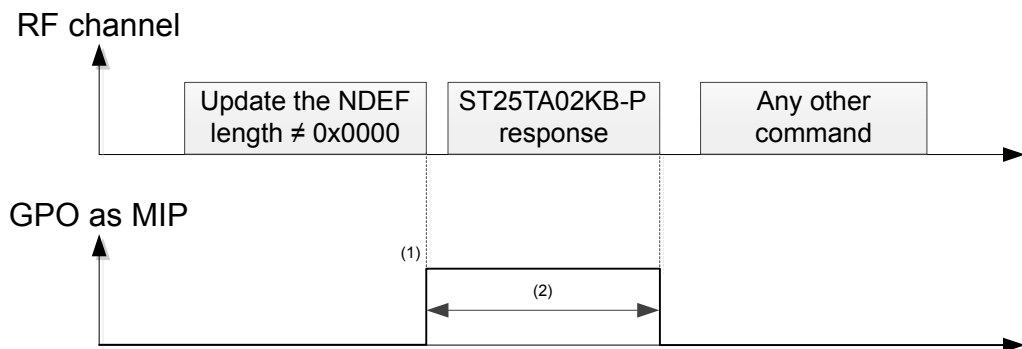 RF channel
Update the NDEF
length ≠ 0x0000
ST25TA02KB-P
response
Any other
command
GPO as MIP
(1)
(2)